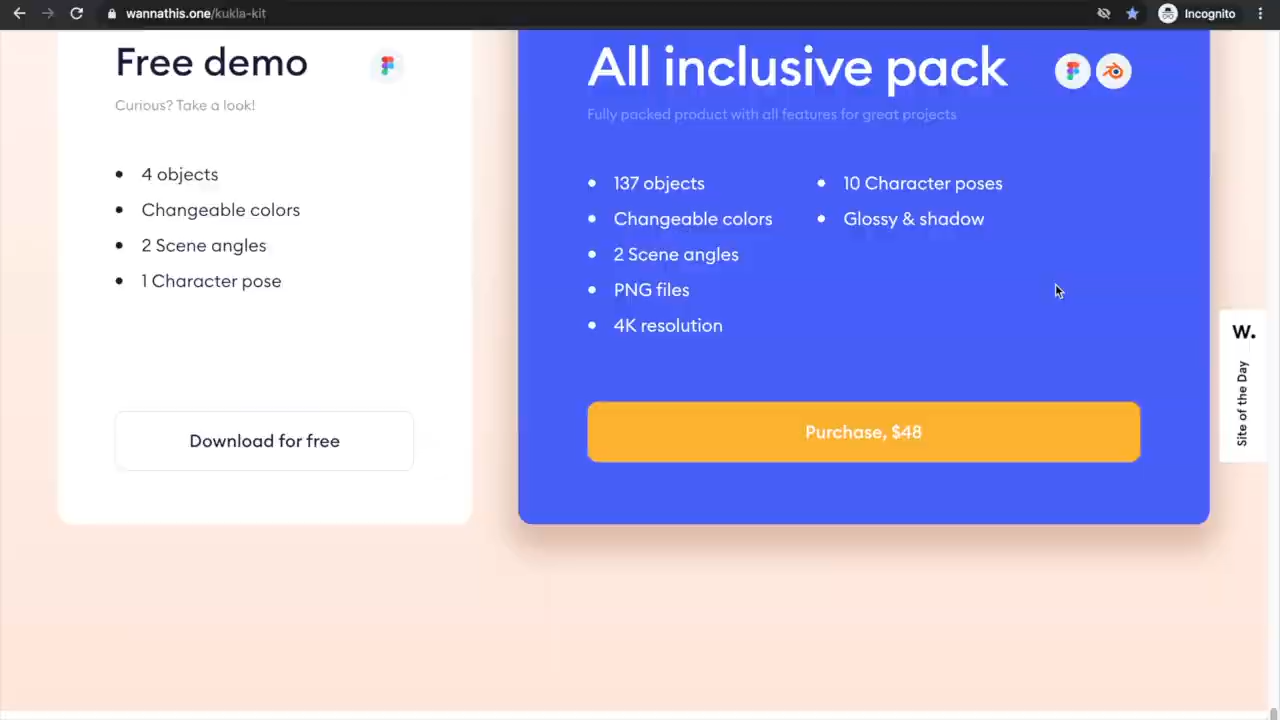 wannathis.one/kukla-kit
Incognito
Free demo
Curious? Take a look!
4 objects
Changeable colors
2 Scene angles
1 Character pose
Download for free
All inclusive pack
Fully packed product with all features for great projects
137 objects
Changeable colors
2 Scene angles
PNG files
4K resolution
10 Character poses
Glossy & shadow
Purchase, $48
W.
Site of the Day